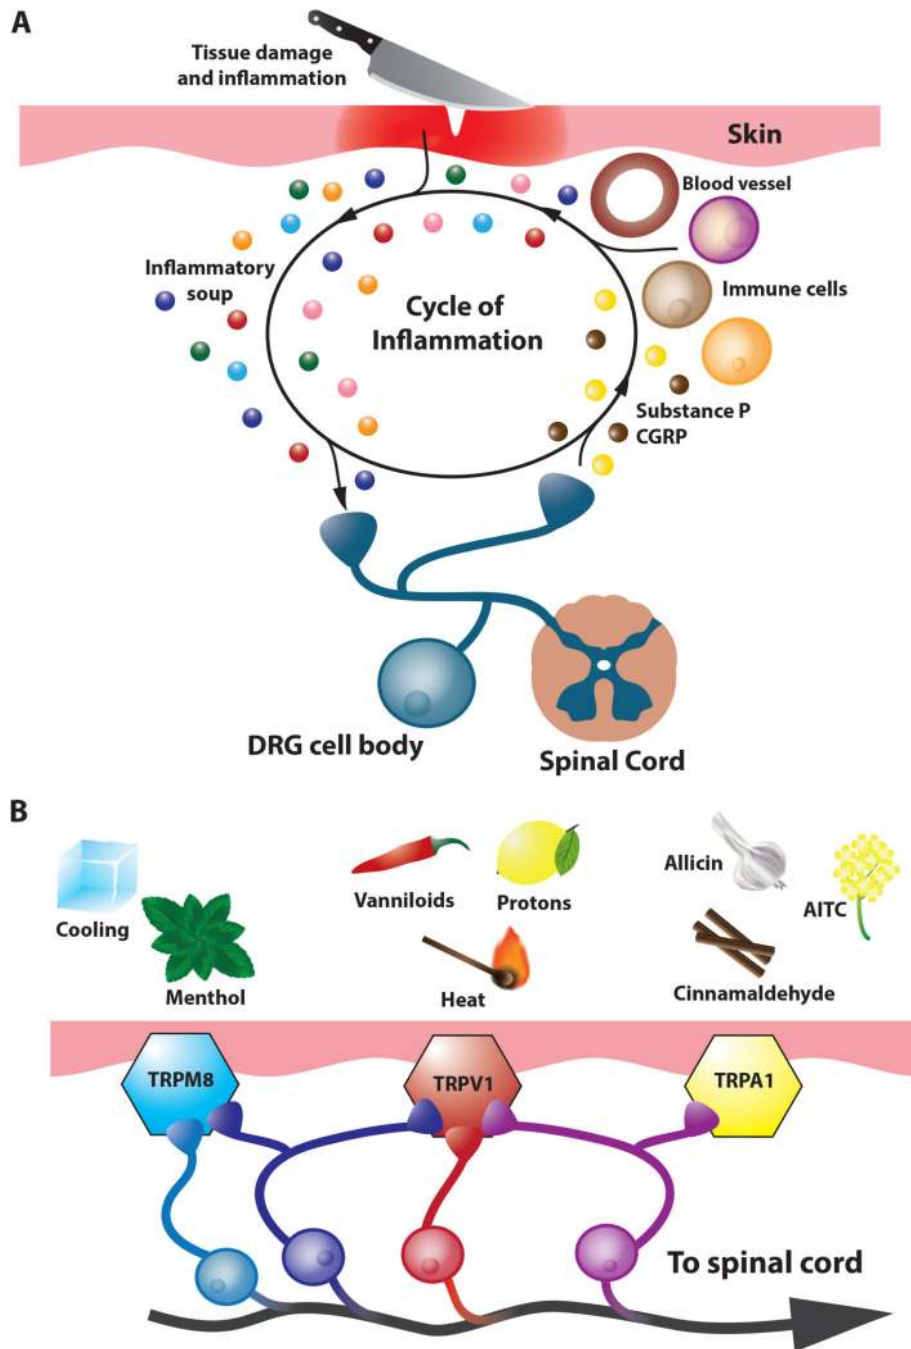 A
Tissue damage
and inflammation
Skin
Blood vessel
Inflammatory
soup
Immune cells
Cycle of
Inflammation
Substance P
CGRP
DRG cell body
Spinal Cord
B
Cooling
Menthol
Vanniloids
Protons
Heat
Allicin
AITC
Cinnamaldehyde
TRPM8
TRPV1
TRPA1
To spinal cord